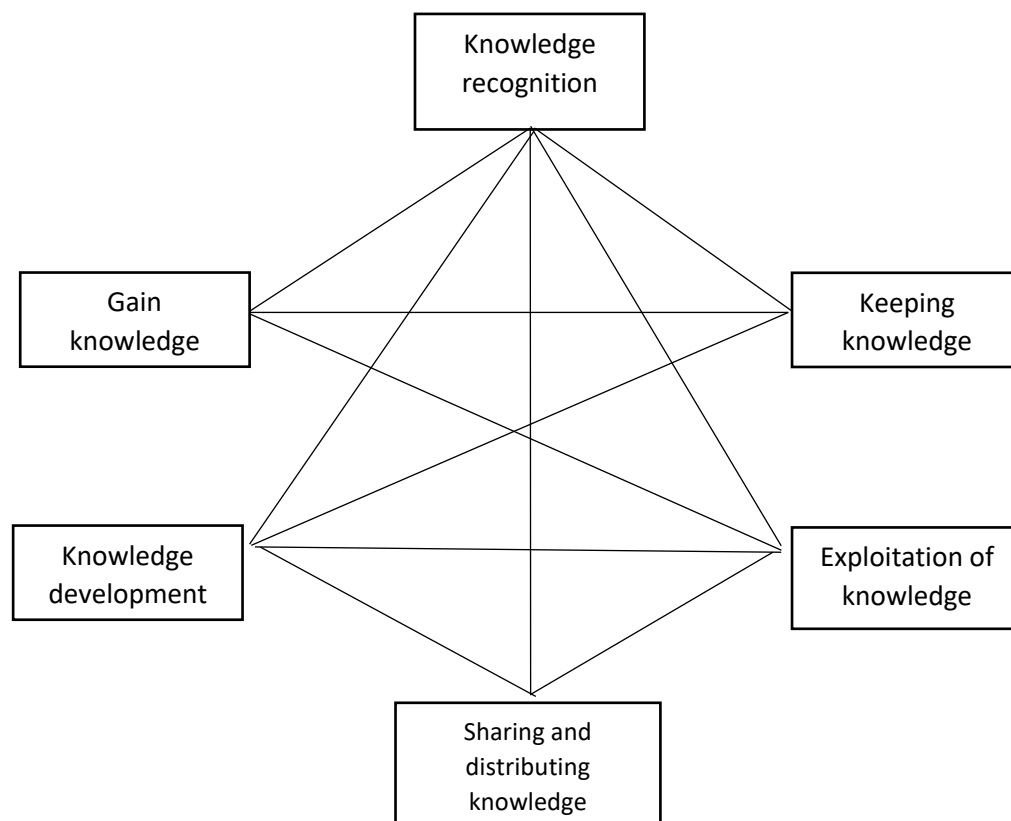 Knowledge
recognition
Gain
knowledge
Keeping
knowledge
Knowledge
development
Exploitation of
knowledge
Sharing and
distributing
knowledge